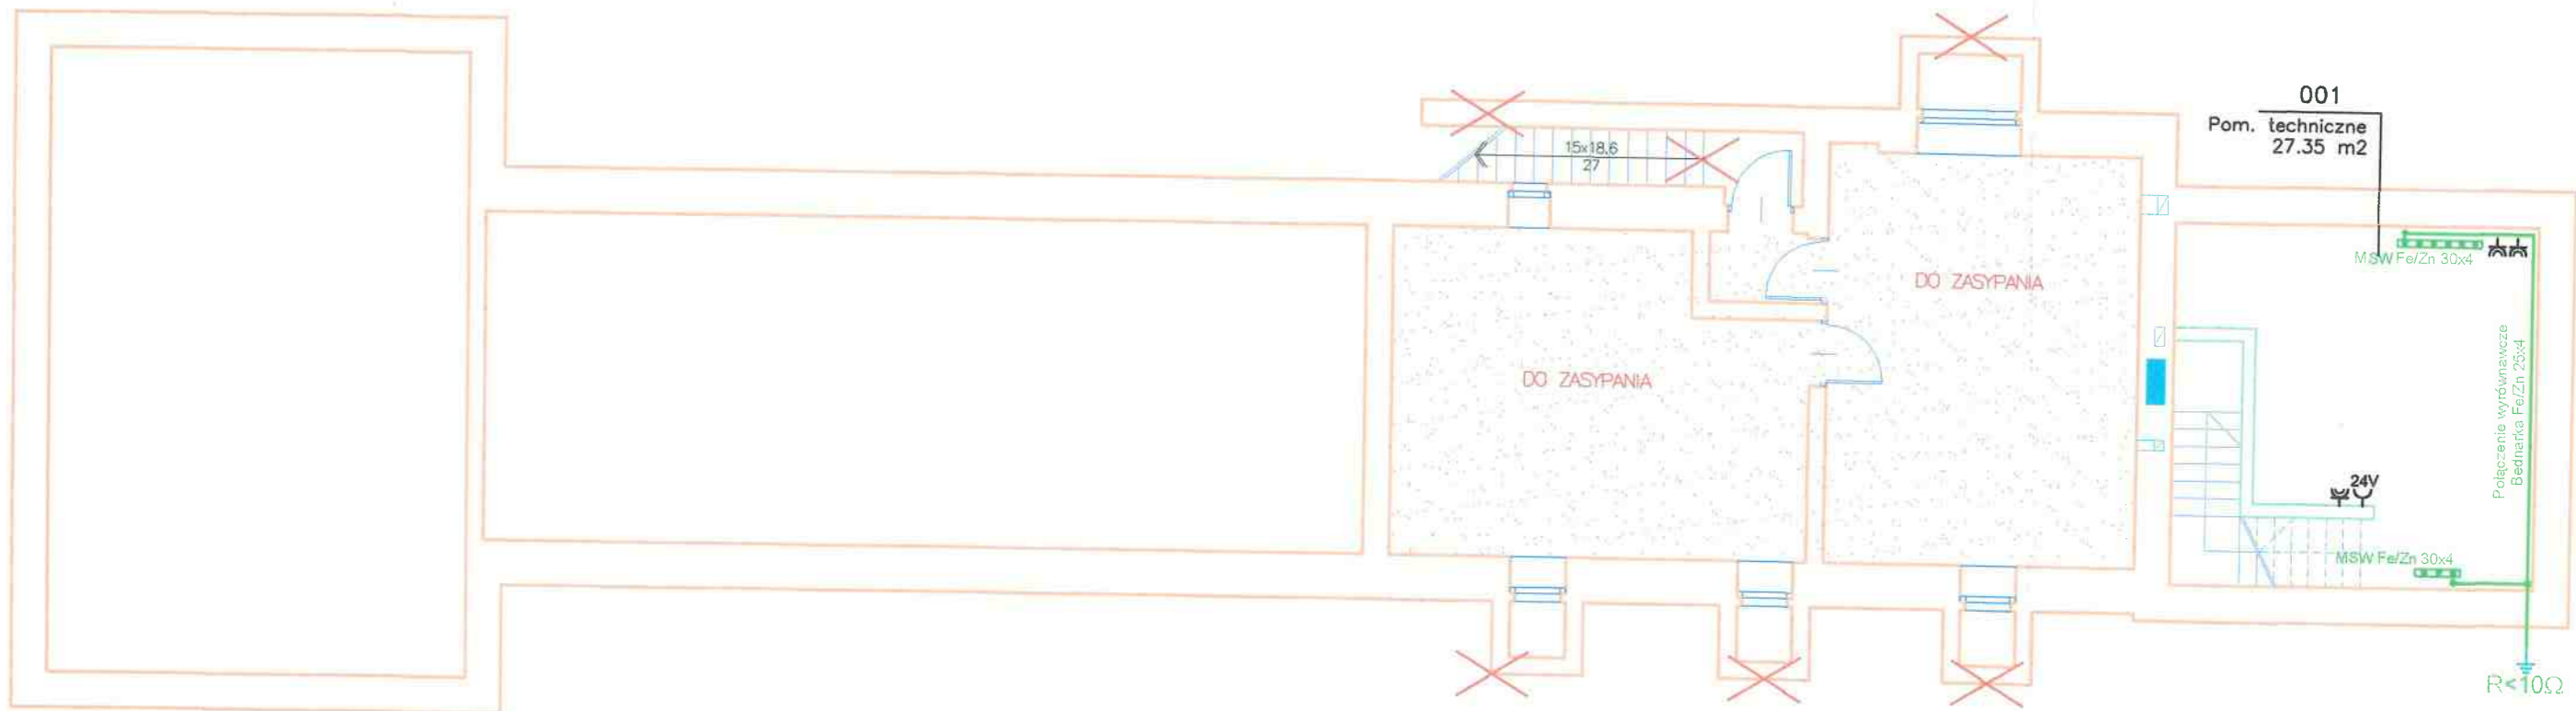 001
Pom. techniczne
27.35 m2
15x18,6
27
MSW Fe/Zn 30x4
DO ZASYPANIA
DO ZASYPANIA
Połączenie wyrównawcze
Bednarka Fe/Zn 25x4
24V
MSW Fe/Zn 30x4
R<10Ω